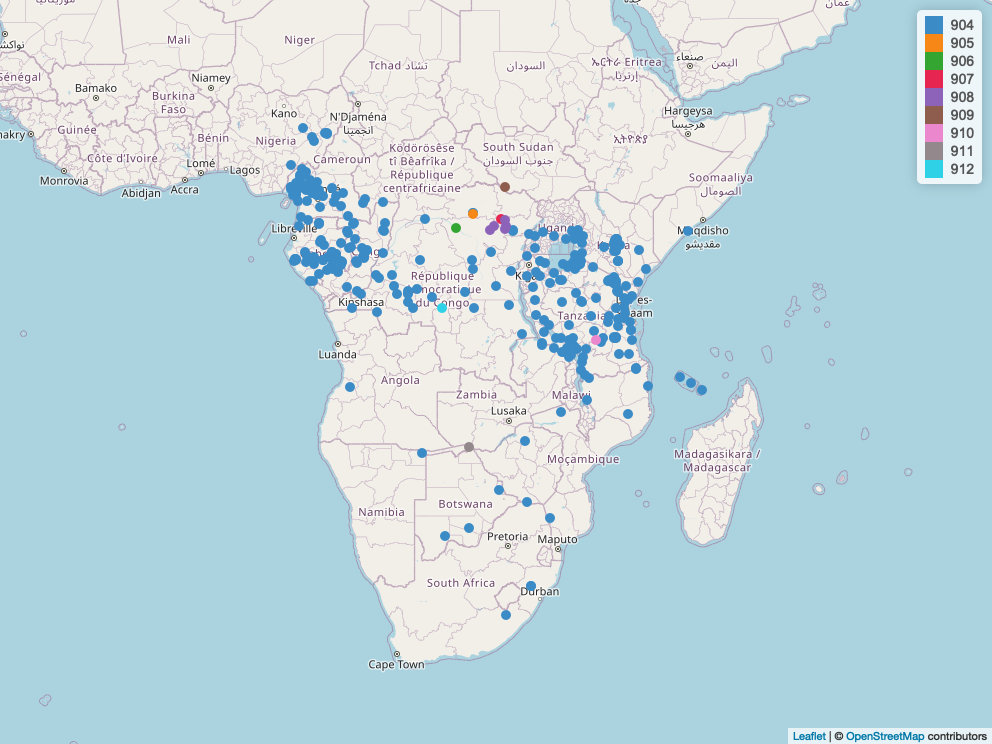 904
905
906
907
908
909
910
911
912
Mali
Niger
Tchad تشاد
السودان
ኤርትራ Eritrea
إرتريا
صنعاء
اليمن
عمان
Bamako
Niamey
Burkina
Faso
Kano
N'Djaména
انجمينا
Hargeysa
هرجيسا
Guinée
Bénin
Nigeria
Cameroun
Ködörösêse
tî Bêafrîka /
République
centrafricaine
South Sudan
جنوب السودان
ኢትዮጵያ
Côte d'Ivoire
Lomé
Lagos
Monrovia
Abidjan
Accra
Soomaaliya
الصومال
Muqdisho
مقديشو
Libreville
Uganda
Kinshasa
République
démocratique
du Congo
Tanzania
Luanda
Angola
Zambia
Malawi
Lusaka
Moçambique
Madagasikara /
Madagascar
Namibia
Botswana
Pretoria
Maputo
South Africa
Durban
Cape Town
Leaflet | © OpenStreetMap contributors